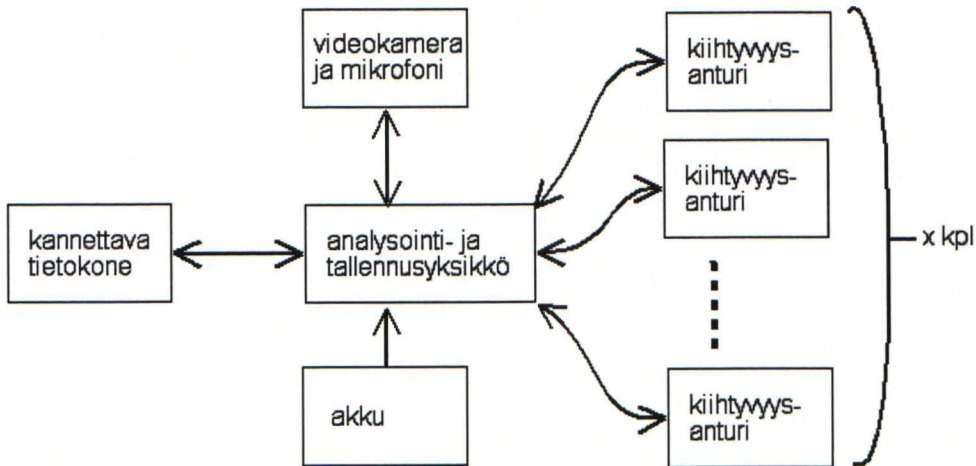 videokamera
ja mikrofoni
kiihtyvyys-
anturi
kiihtyvyys-
anturi
kannettava
tietokone
analysointi- ja
tallennusyksikkö
x kpl
akku
kiihtyvyys-
anturi